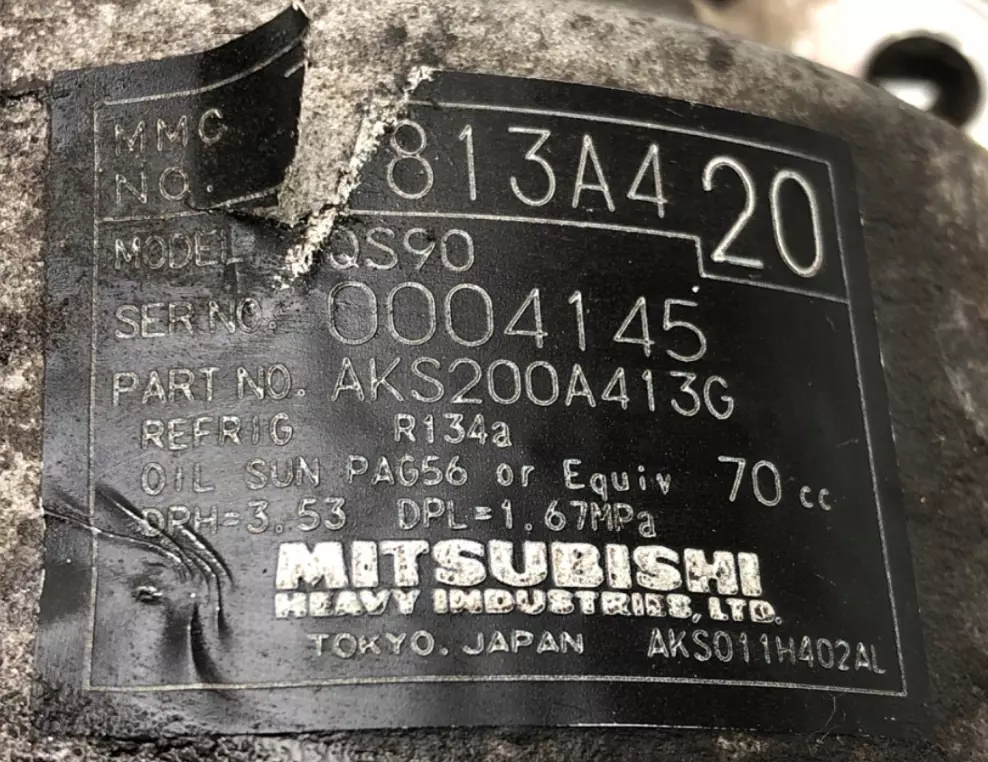 MMC NO. 813A4 20
MODEL QS90
SER NO. 0004145
PART NO. AKS200A413G
REFRIG R134a
OIL SUN PAG56 or Equiv 70 cc
DPH=3.53 DPL=1.67MPa
MITSUBISHI
HEAVY INDUSTRIES, LTD.
TOKYO. JAPAN AKS011H402AL